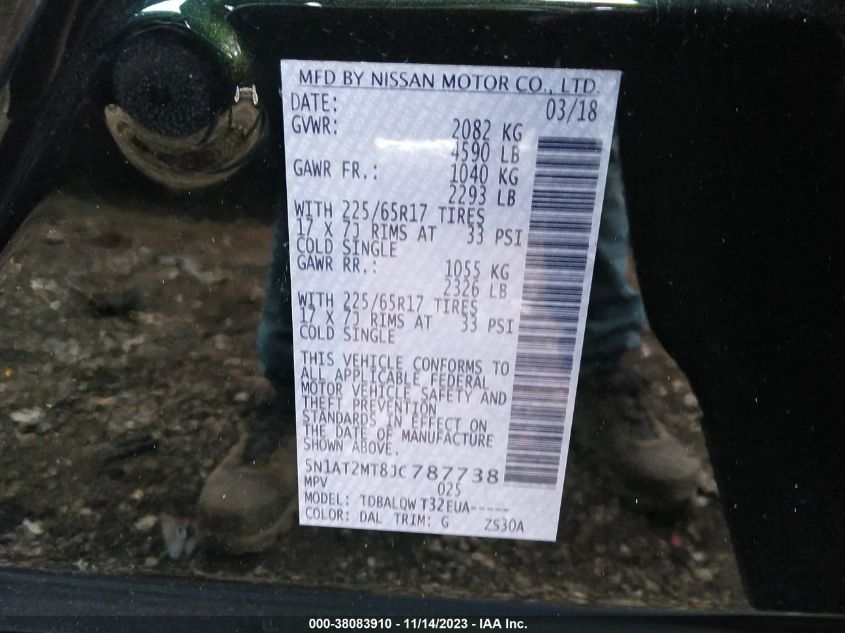 MFD BY NISSAN MOTOR CO., LTD.
DATE: 03/18
GVWR: 2082 KG
4590 LB
GAWR FR.: 1040 KG
2293 LB
WITH 225/65R17 TIRES
17 X 7J RIMS AT 33 PSI
COLD SINGLE
GAWR RR.: 1055 KG
2326 LB
WITH 225/65R17 TIRES
17 X 7J RIMS AT 33 PSI
COLD SINGLE
THIS VEHICLE CONFORMS TO
ALL APPLICABLE FEDERAL
MOTOR VEHICLE SAFETY AND
THEFT PREVENTION
STANDARDS IN EFFECT ON
THE DATE OF MANUFACTURE
SHOWN ABOVE.
5N1AT2MT8JC787738
MPV 025
MODEL: TDBALQW T32EUA-----
COLOR: DAL TRIM: G ZS30A
000-38083910 - 11/14/2023 - IAA Inc.